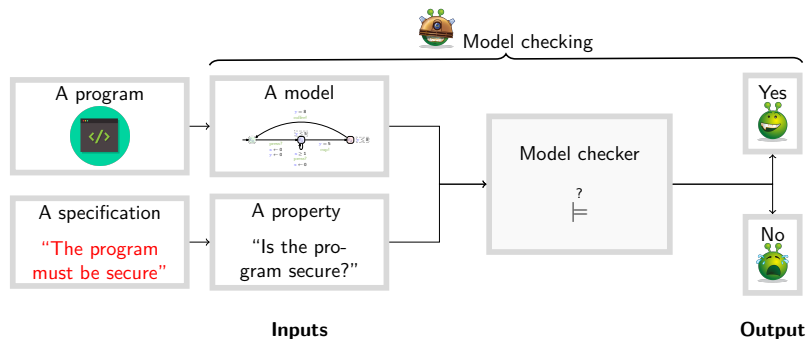 Model checking
A program
</>
A model
Yes
Model checker
?
⊨
A specification
“The program
must be secure”
A property
“Is the pro-
gram secure?”
No
Inputs
Output